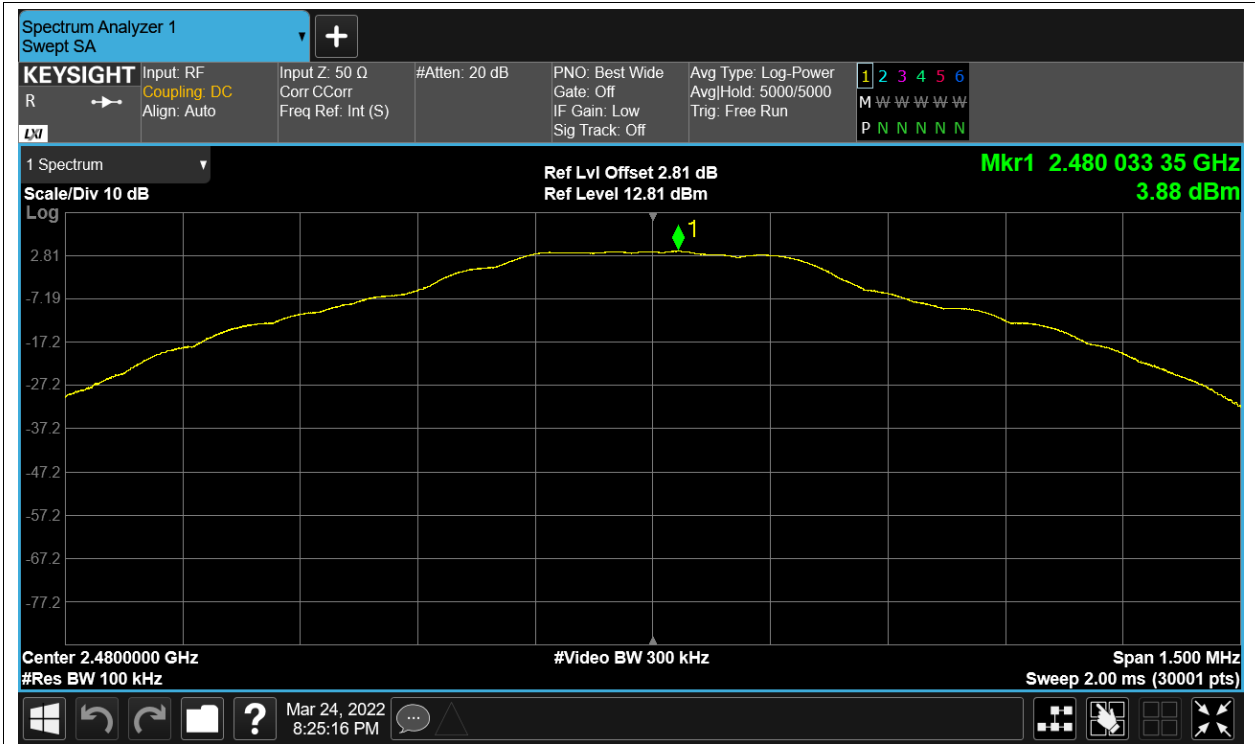 Spectrum Analyzer 1
Swept SA
KEYSIGHT
R
LXI
Input: RF
Coupling: DC
Align: Auto
Input Z: 50 Ω
Corr CCorr
Freq Ref: Int (S)
#Atten: 20 dB
PNO: Best Wide
Gate: Off
IF Gain: Low
Sig Track: Off
Avg Type: Log-Power
Avg|Hold: 5000/5000
Trig: Free Run
1 2 3 4 5 6
M W W W W W
P N N N N N
1 Spectrum
Scale/Div 10 dB
Log
Ref Lvl Offset 2.81 dB
Ref Level 12.81 dBm
Mkr1 2.480 033 35 GHz
3.88 dBm
1
2.81
-7.19
-17.2
-27.2
-37.2
-47.2
-57.2
-67.2
-77.2
Center 2.4800000 GHz
#Res BW 100 kHz
#Video BW 300 kHz
Span 1.500 MHz
Sweep 2.00 ms (30001 pts)
?
Mar 24, 2022
8:25:16 PM